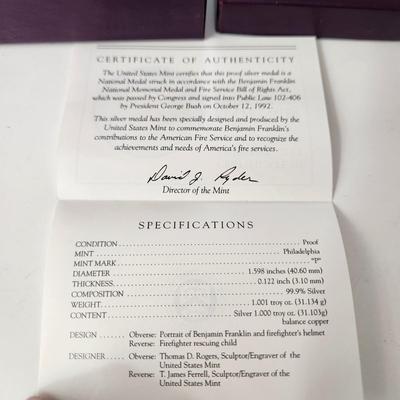 CERTIFICATE OF AUTHENTICITY
The United States Mint certifies that this proof silver medal is a
National Medal struck in accordance with the Benjamin Franklin
National Memorial Medal and Fire Service Bill of Rights Act,
which was passed by Congress and signed into Public Law 102-406
by President George Bush on October 12, 1992.
This silver medal has been specially designed and produced by the
United States Mint to commemorate Benjamin Franklin's
contributions to the American Fire Service and to recognize the
achievements and needs of America's fire services.
David J. Ryder
Director of the Mint
SPECIFICATIONS
CONDITION Proof
MINT Philadelphia
MINT MARK "P"
DIAMETER 1.598 inches (40.60 mm)
THICKNESS 0.122 inch (3.10 mm)
COMPOSITION 99.9% Silver
WEIGHT 1.001 troy oz. (31.134 g)
CONTENT Silver 1.000 troy oz. (31.103g)
balance copper
DESIGN - Obverse: Portrait of Benjamin Franklin and firefighter's helmet
Reverse: Firefighter rescuing child
DESIGNER - Obverse: Thomas D. Rogers, Sculptor/Engraver of the
United States Mint
Reverse: T. James Ferrell, Sculptor/Engraver of the
United States Mint